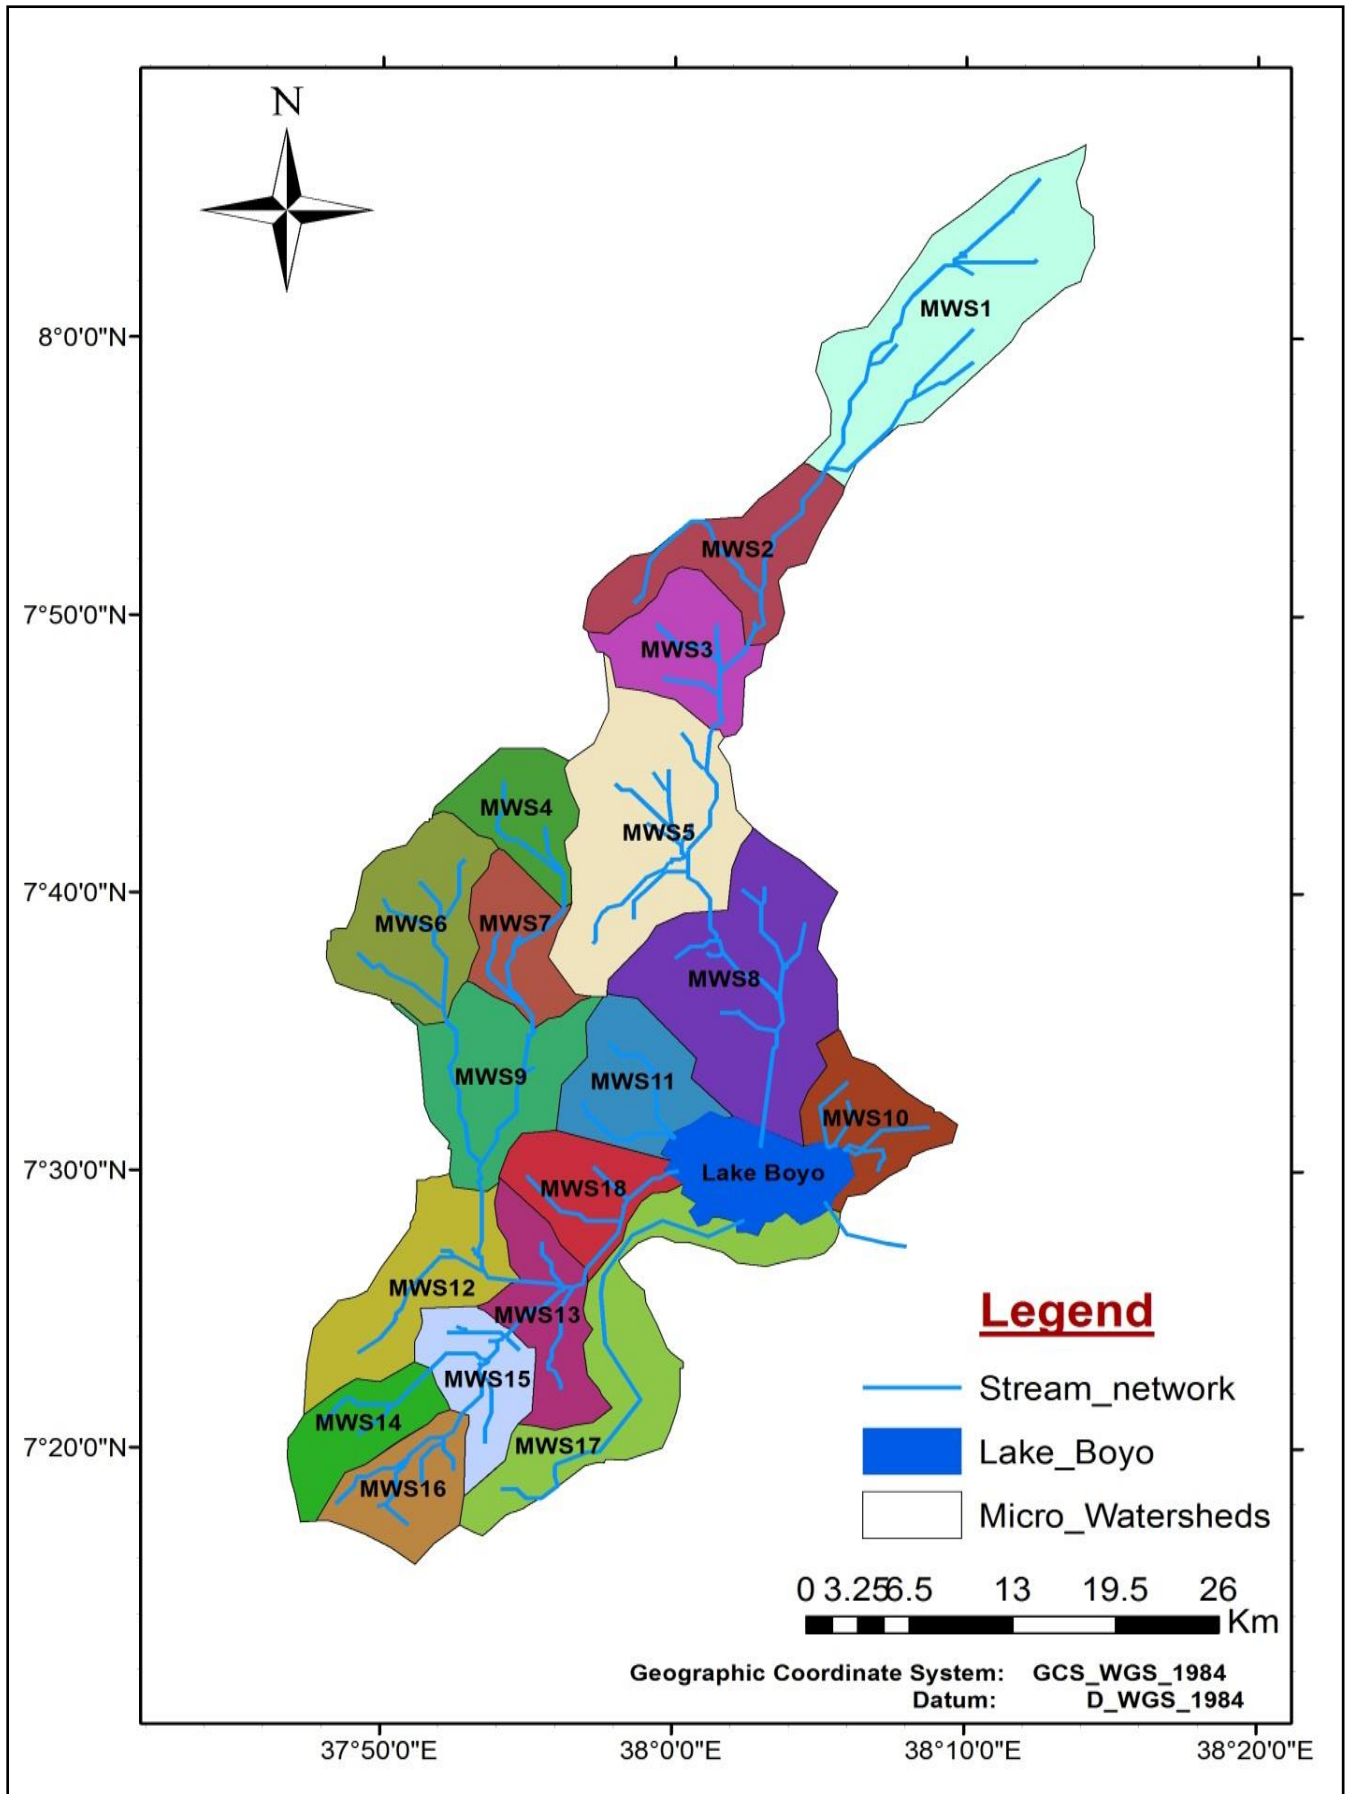 N
MWS1
8°0'0"N
MWS2
7°50'0"N
MWS3
MWS4
MWS5
7°40'0"N
MWS6
MWS7
MWS8
MWS9
MWS11
MWS10
7°30'0"N
Lake Boyo
MWS18
MWS12
MWS13
Legend
MWS15
Stream_network
MWS14
7°20'0"N
MWS17
Lake_Boyo
MWS16
Micro_Watersheds
0 3.25 6.5 13 19.5 26
Km
Geographic Coordinate System: GCS_WGS_1984
Datum: D_WGS_1984
37°50'0"E 38°0'0"E 38°10'0"E 38°20'0"E